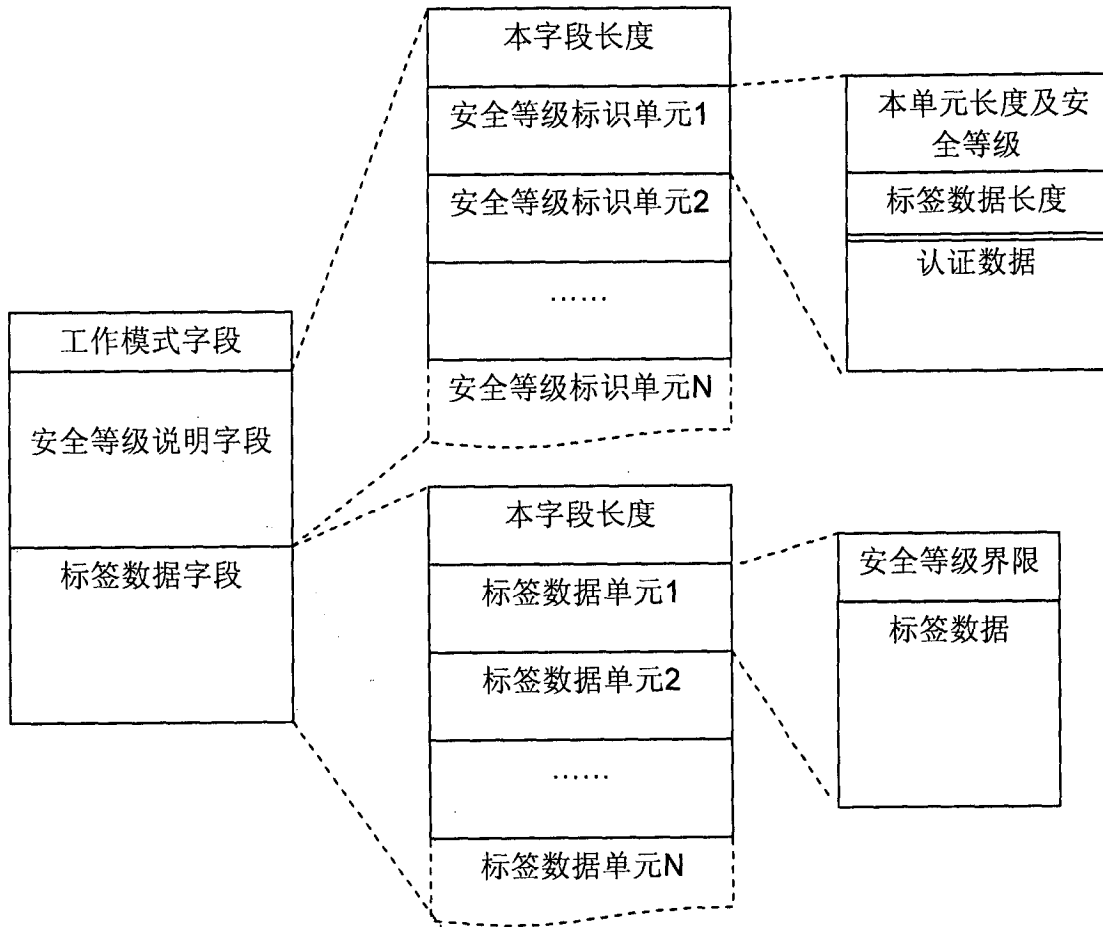 工作模式字段
安全等级说明字段
标签数据字段
本字段长度
安全等级标识单元1
安全等级标识单元2
……
安全等级标识单元N
本单元长度及安
全等级
标签数据长度
认证数据
本字段长度
标签数据单元1
标签数据单元2
……
标签数据单元N
安全等级界限
标签数据